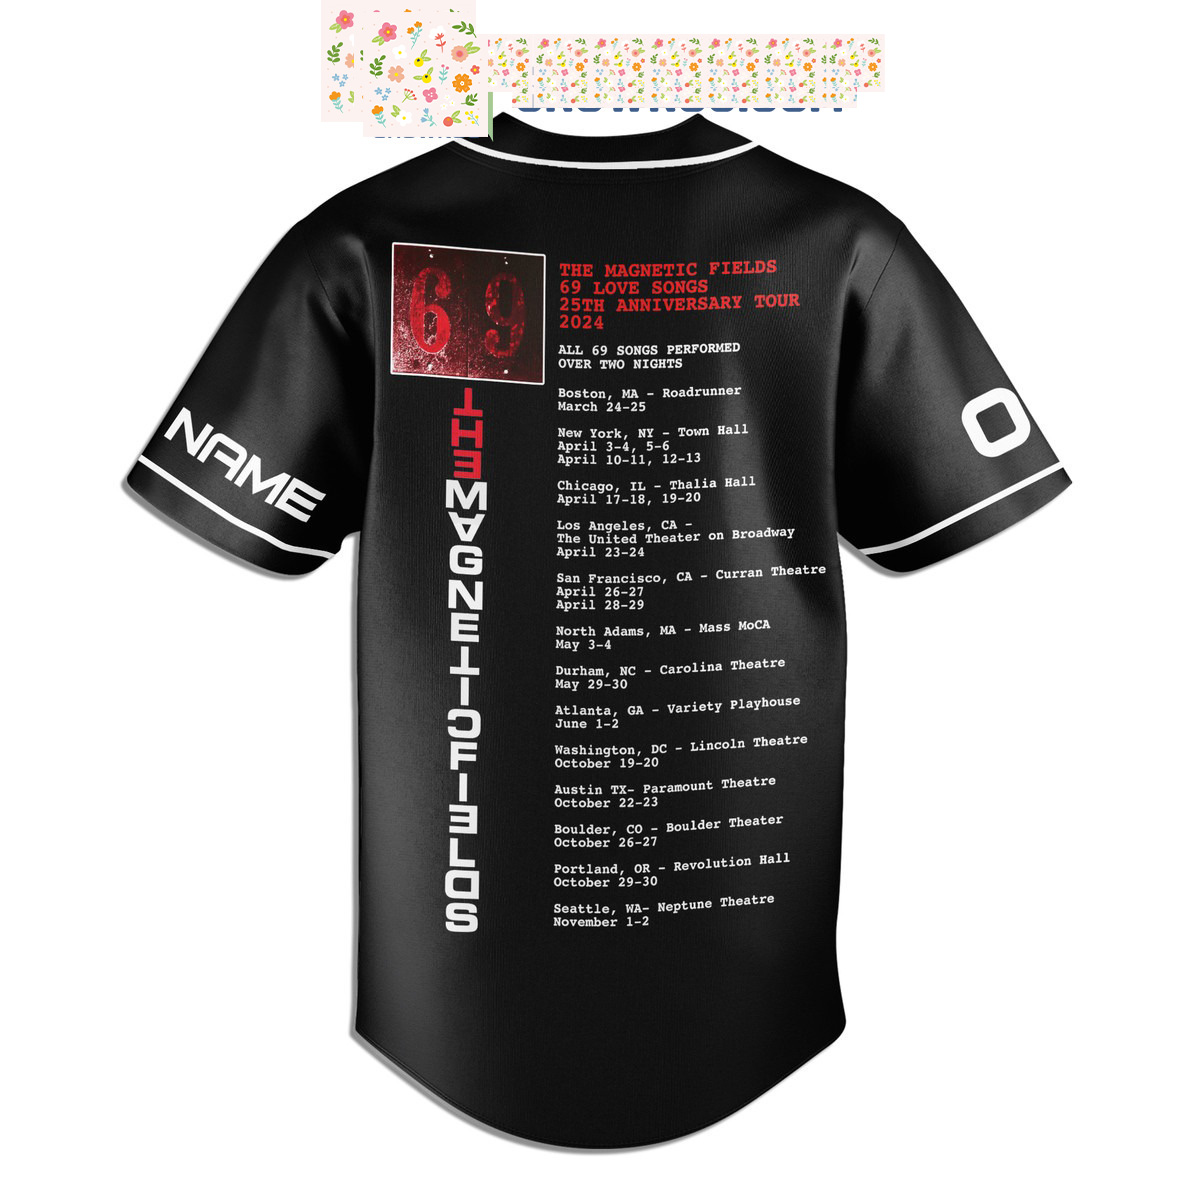 NAME
THE MAGNETIC FIELDS
69
THE MAGNETIC FIELDS
69 LOVE SONGS
25TH ANNIVERSARY TOUR
2024
ALL 69 SONGS PERFORMED
OVER TWO NIGHTS
Boston, MA - Roadrunner
March 24-25
New York, NY - Town Hall
April 3-4, 5-6
April 10-11, 12-13
Chicago, IL - Thalia Hall
April 17-18, 19-20
Los Angeles, CA -
The United Theater on Broadway
April 23-24
San Francisco, CA - Curran Theatre
April 26-27
April 28-29
North Adams, MA - Mass MoCA
May 3-4
Durham, NC - Carolina Theatre
May 29-30
Atlanta, GA - Variety Playhouse
June 1-2
Washington, DC - Lincoln Theatre
October 19-20
Austin TX- Paramount Theatre
October 22-23
Boulder, CO - Boulder Theater
October 26-27
Portland, OR - Revolution Hall
October 29-30
Seattle, WA- Neptune Theatre
November 1-2